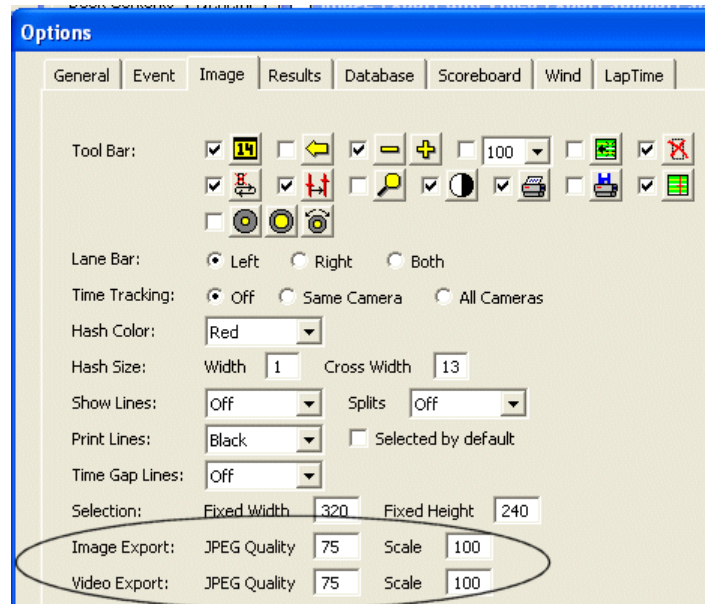 Options
General Event Image Results Database Scoreboard Wind LapTime
Tool Bar:
14
100
Lane Bar: Left Right Both
Time Tracking: Off Same Camera All Cameras
Hash Color: Red
Hash Size: Width 1 Cross Width 13
Show Lines: Off Splits Off
Print Lines: Black Selected by default
Time Gap Lines: Off
Selection: Fixed Width 320 Fixed Height 240
Image Export: JPEG Quality 75 Scale 100
Video Export: JPEG Quality 75 Scale 100